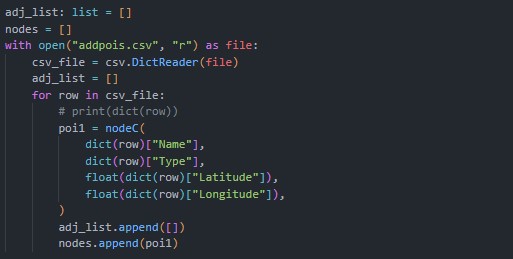 adj_list: list = []
nodes = []
with open("addpois.csv", "r") as file:
    csv_file = csv.DictReader(file)
    adj_list = []
    for row in csv_file:
        # print(dict(row))
        poi1 = nodeC(
            dict(row)["Name"],
            dict(row)["Type"],
            float(dict(row)["Latitude"]),
            float(dict(row)["Longitude"]),
        )
        adj_list.append([])
        nodes.append(poi1)